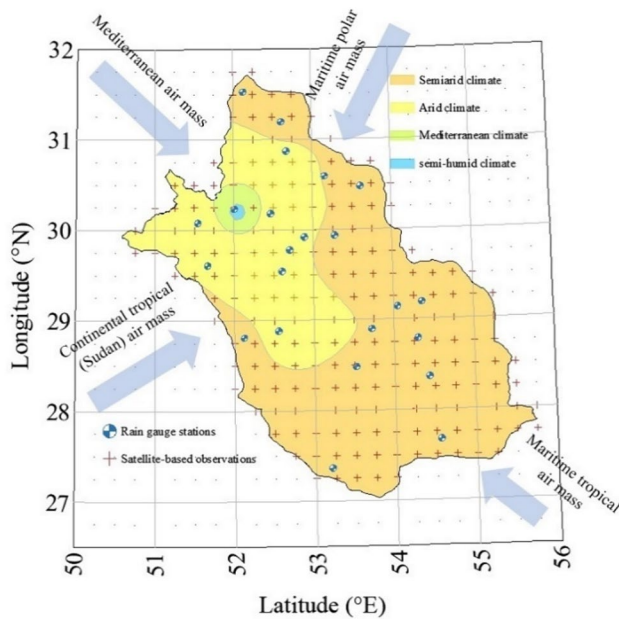 32
31
30
29
28
27
50
51
52
53
54
55
56
Longitude (°N)
Latitude (°E)
Mediterranean air mass
Maritime polar
air mass
Continental tropical
(Sudan) air mass
Maritime tropical
air mass
Semiarid climate
Arid climate
Mediterranean climate
semi-humid climate
Rain gauge stations
Satellite-based observations